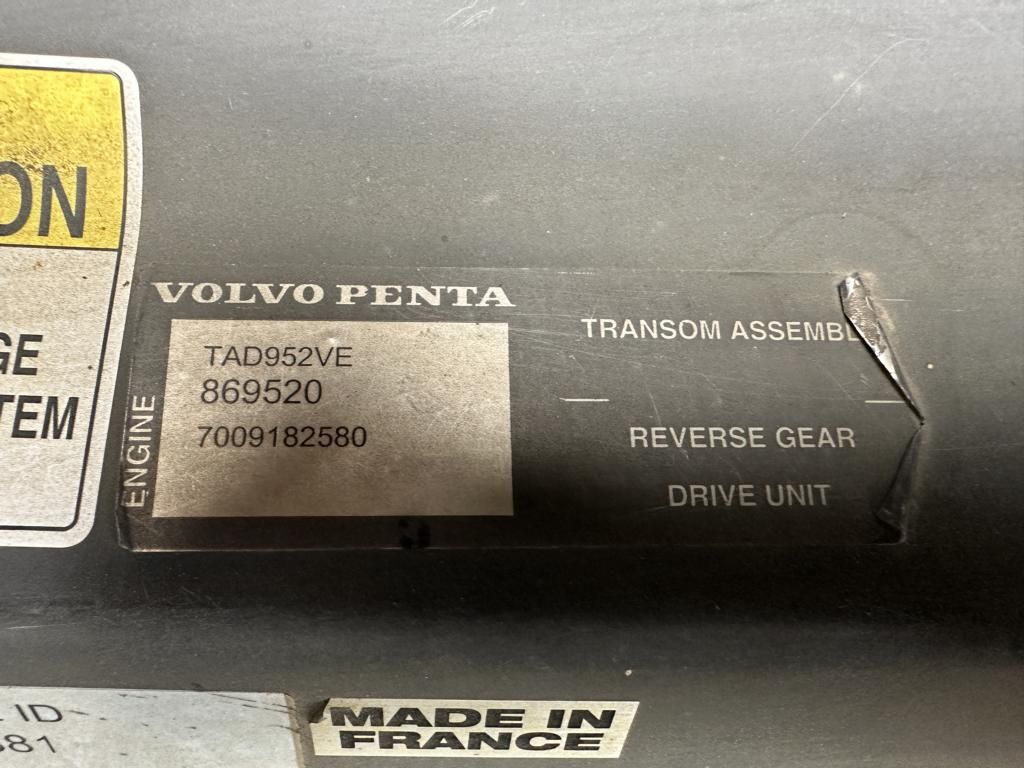 ON
GE
TEM
VOLVO PENTA
ENGINE
TAD952VE
869520
7009182580
TRANSOM ASSEMBL
REVERSE GEAR
DRIVE UNIT
ID
81
MADE IN
FRANCE